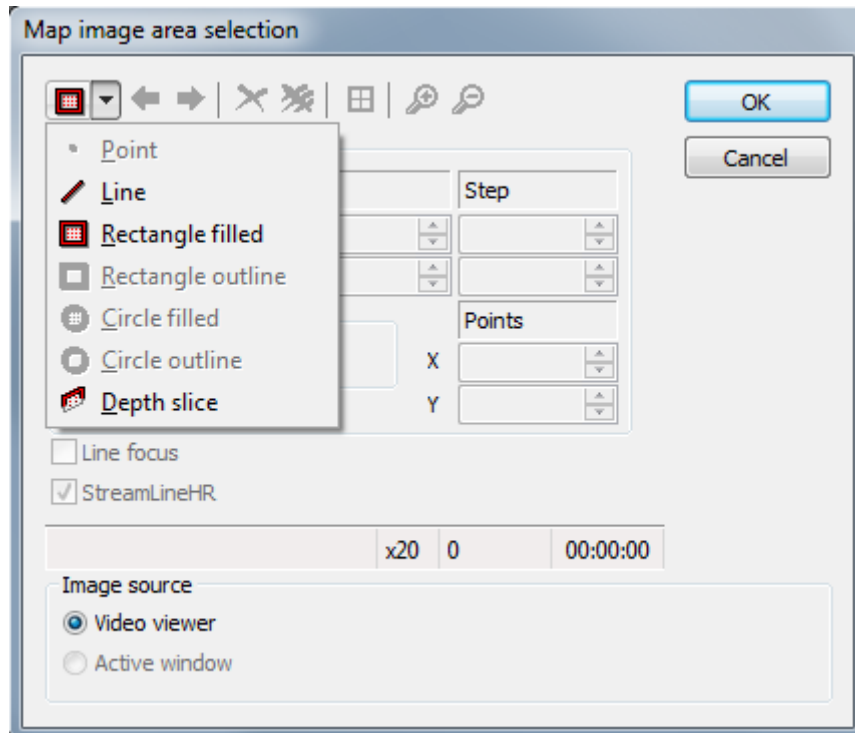 Map image area selection
OK
Point
Cancel
Line
Step
Rectangle filled
Rectangle outline
Circle filled
Points
Circle outline
X
Depth slice
Y
Line focus
StreamLineHR
x20 0 00:00:00
Image source
Video viewer
Active window